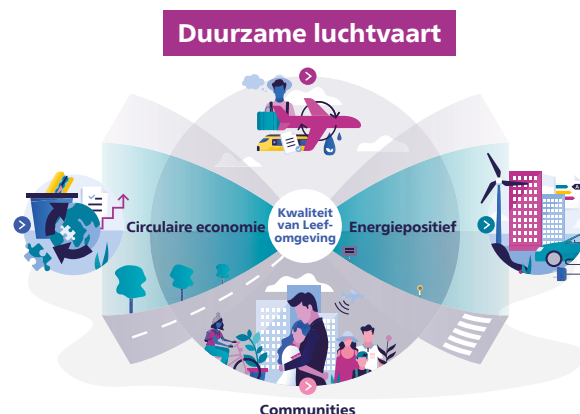 Duurzame luchtvaart
Circulaire economie
Kwaliteit
van Leef-
omgeving
Energiepositief
Communities